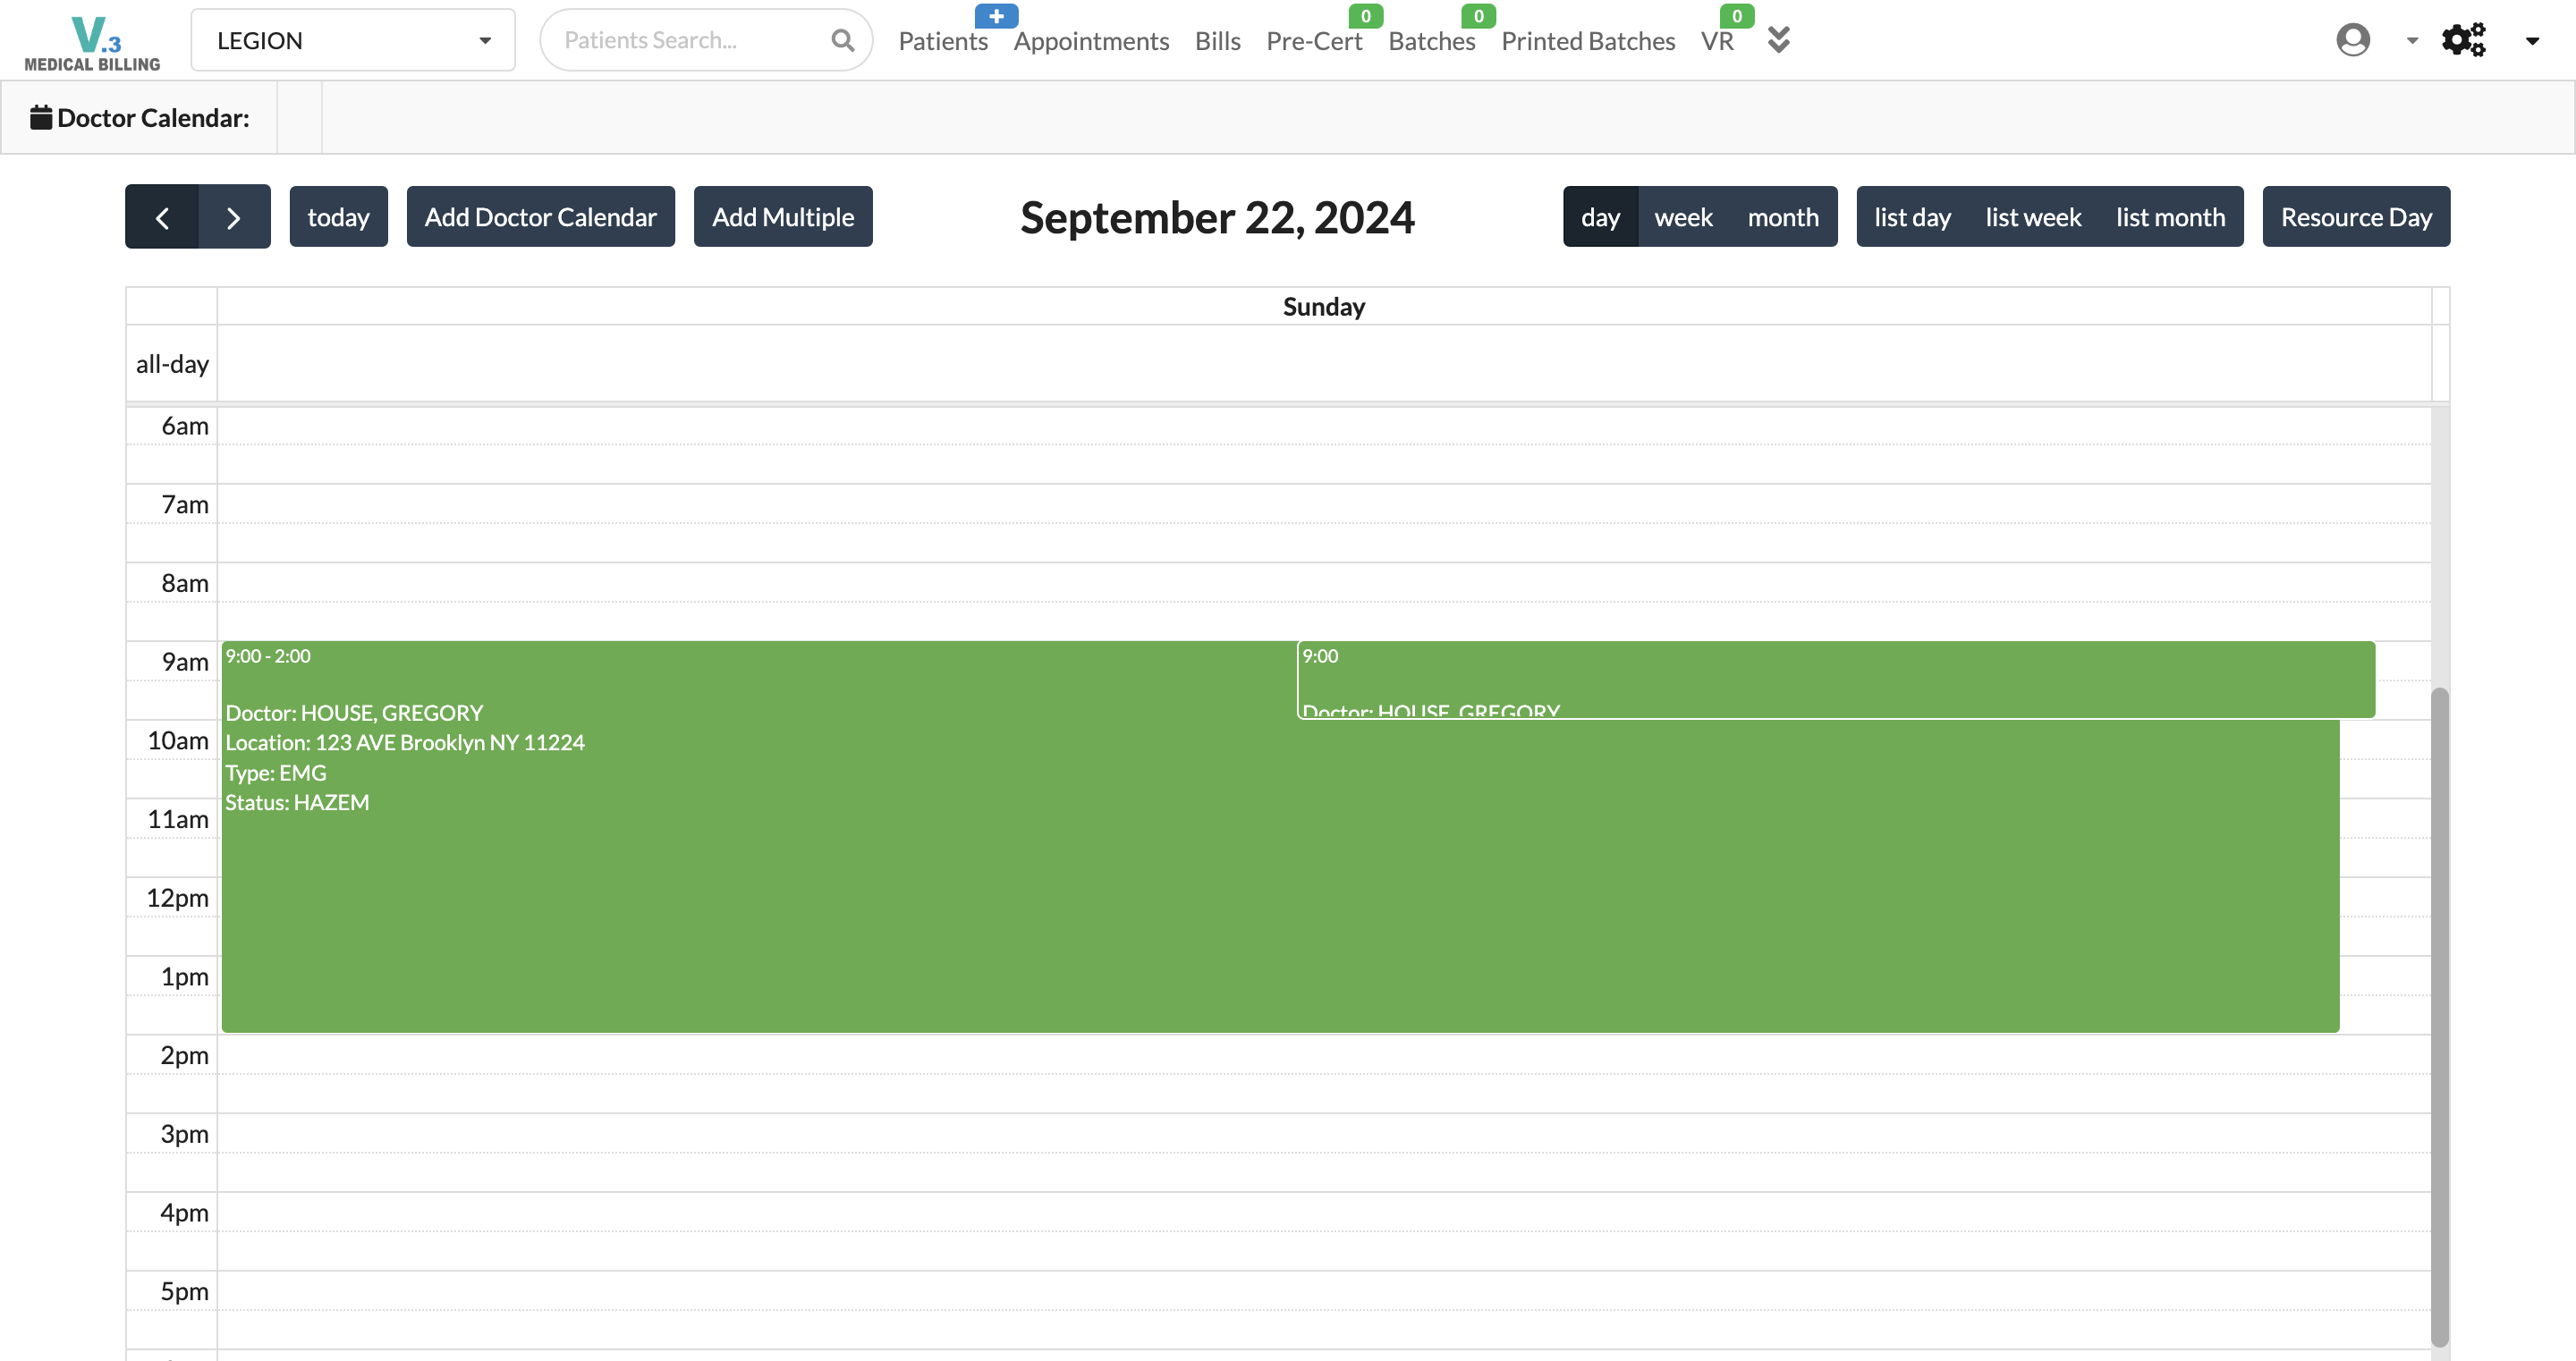 V.3
MEDICAL BILLING
LEGION
Patients Search...
Patients
Appointments
Bills
Pre-Cert
0
Batches
0
Printed Batches
VR
0
Doctor Calendar:
today
Add Doctor Calendar
Add Multiple
September 22, 2024
day
week
month
list day
list week
list month
Resource Day
Sunday
all-day
6am
7am
8am
9am
9:00 - 2:00
Doctor: HOUSE, GREGORY
Location: 123 AVE Brooklyn NY 11224
Type: EMG
Status: HAZEM
9:00
Doctor: HOUSE, GREGORY
10am
11am
12pm
1pm
2pm
3pm
4pm
5pm